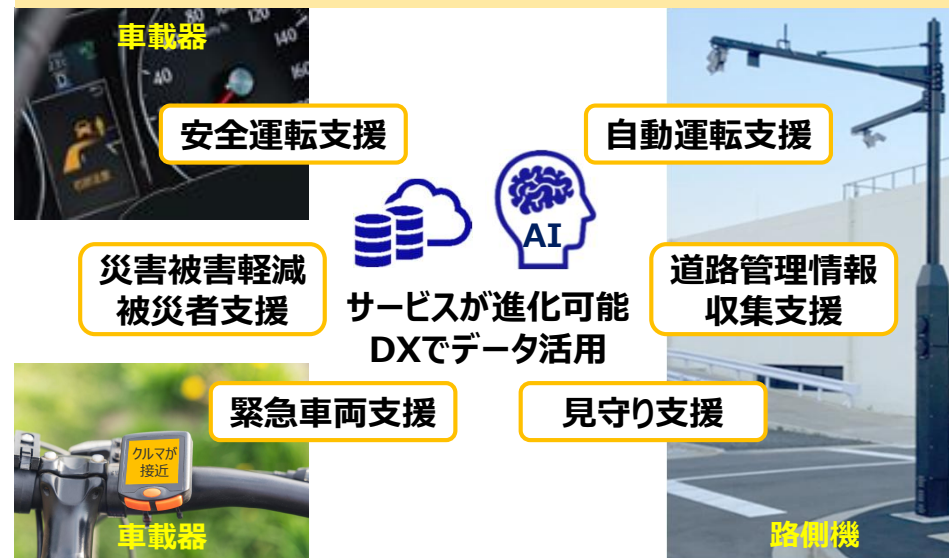 車載器
120
140
160
40
D
安全運転支援
自動運転支援
AI
災害被害軽減
被災者支援
サービスが進化可能
DXでデータ活用
道路管理情報
収集支援
緊急車両支援
見守り支援
クルマが
接近
車載器
路側機